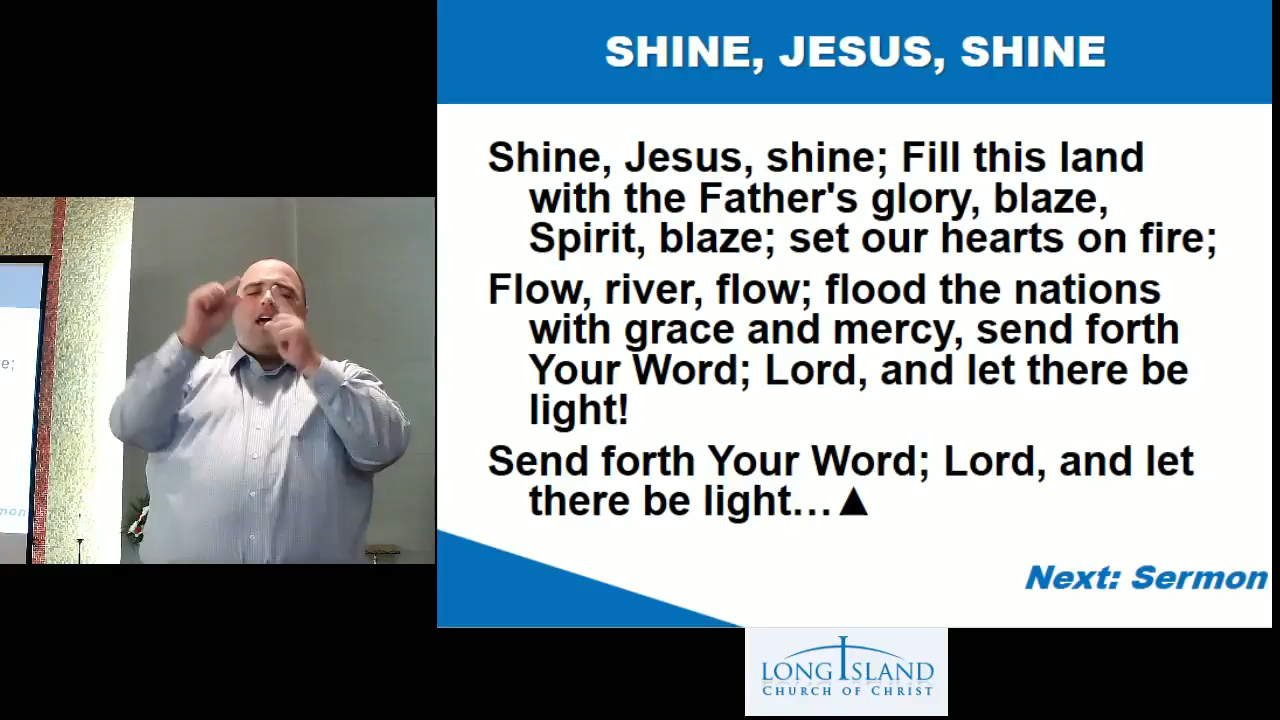 SHINE, JESUS, SHINE
Shine, Jesus, shine; Fill this land
with the Father's glory, blaze,
Spirit, blaze; set our hearts on fire;
Flow, river, flow; flood the nations
with grace and mercy, send forth
Your Word; Lord, and let there be
light!
Send forth Your Word; Lord, and let
there be light…▲
Next: Sermon
LONG ISLAND
CHURCH OF CHRIST
e;
mon